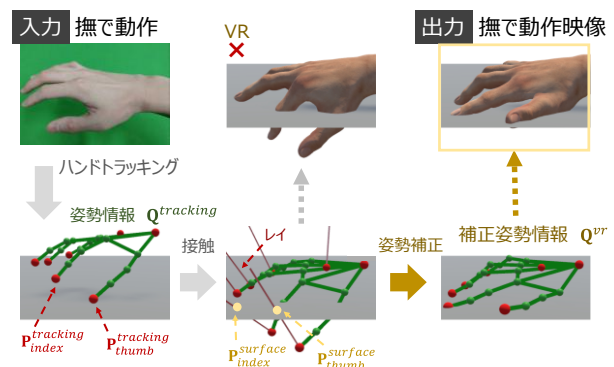 入力 撫で動作
VR
出力 撫で動作映像
ハンドトラッキング
姿勢情報 Q^tracking
接触
レイ
姿勢補正
補正姿勢情報 Q^vr
P^tracking_index
P^tracking_thumb
P^surface_index
P^surface_thumb